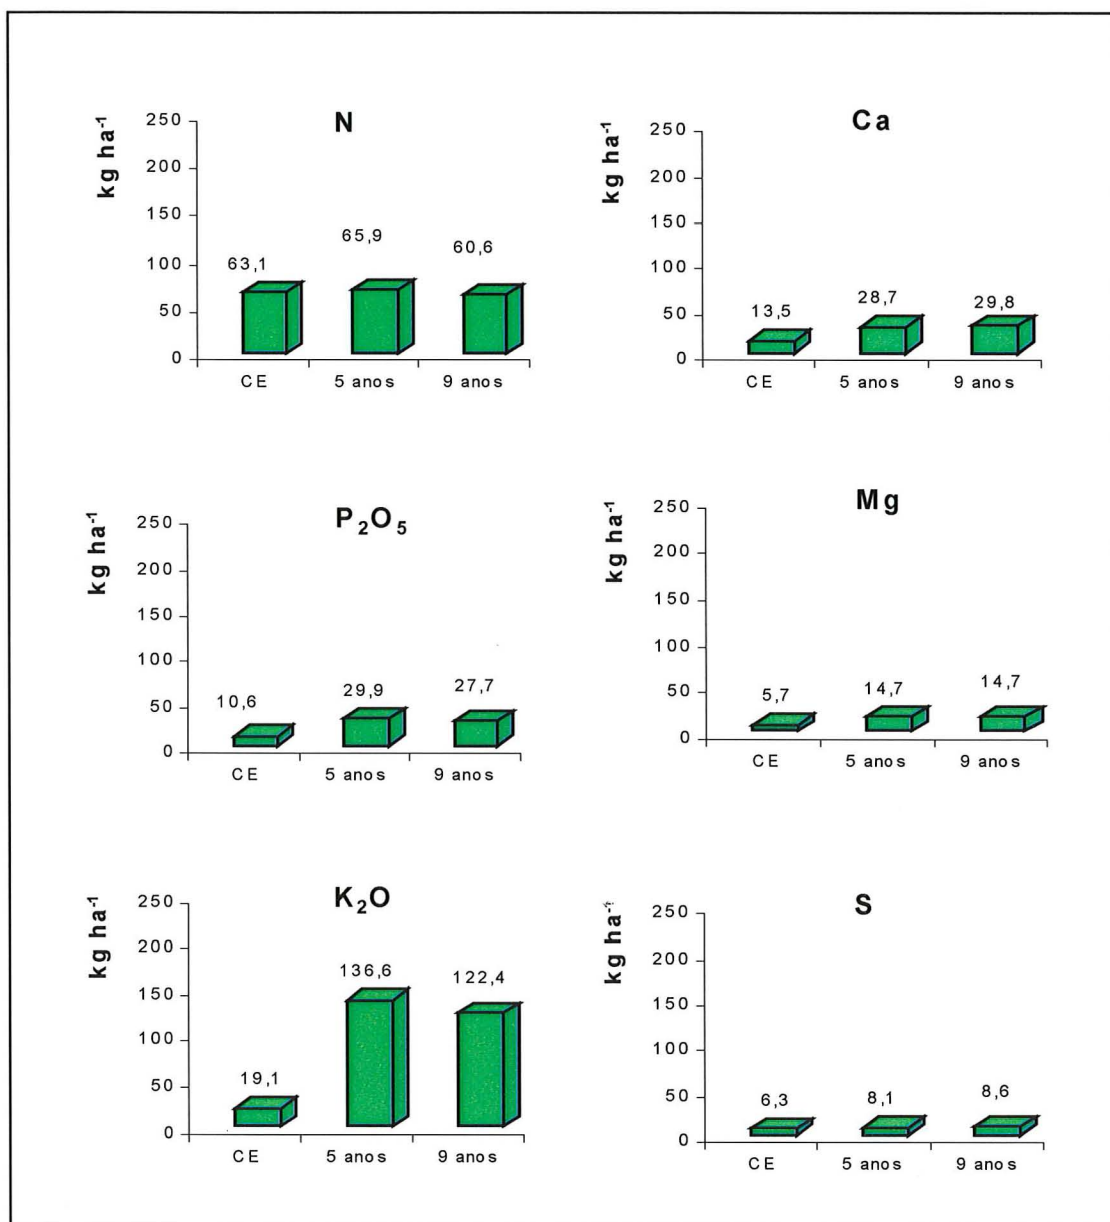 N
kg ha⁻¹
250
200
150
100
50
0
63,1
65,9
60,6
CE
5 anos
9 anos
Ca
kg ha⁻¹
250
200
150
100
50
0
13,5
28,7
29,8
CE
5 anos
9 anos
P₂O₅
kg ha⁻¹
250
200
150
100
50
0
10,6
29,9
27,7
CE
5 anos
9 anos
Mg
kg ha⁻¹
250
200
150
100
50
0
5,7
14,7
14,7
CE
5 anos
9 anos
K₂O
kg ha⁻¹
250
200
150
100
50
0
19,1
136,6
122,4
CE
5 anos
9 anos
S
kg ha⁻¹
250
200
150
100
50
0
6,3
8,1
8,6
CE
5 anos
9 anos